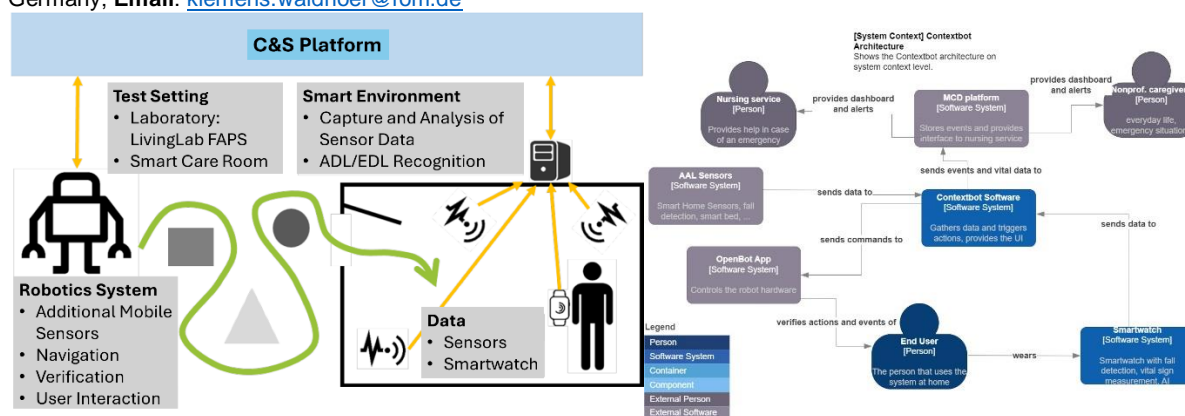 Germany, Email: klemens.waldhoer@fom.de
C&S Platform
Test Setting
• Laboratory:
LivingLab FAPS
• Smart Care Room
Smart Environment
• Capture and Analysis of
Sensor Data
• ADL/EDL Recognition
Robotics System
• Additional Mobile
Sensors
• Navigation
• Verification
• User Interaction
Data
• Sensors
• Smartwatch
[System Context] Contextbot
Architecture
Shows the Contextbot architecture on
system context level.
Nursing service
[Person]
Provides help in case
of an emergency
provides dashboard
and alerts
MCD platform
[Software System]
Stores events and provides
interface to nursing service
provides dashboard
and alerts
Nonprof. caregiver
[Person]
everyday life,
emergency situation
sends events and vital data to
AAL Sensors
[Software System]
Smart Home Sensors, fall
detection, smart bed, ...
sends data to
Contextbot Software
[Software System]
Gathers data and triggers
actions, provides the UI
sends data to
sends commands to
OpenBot App
[Software System]
Controls the robot hardware
verifies actions and events of
End User
[Person]
The person that uses the
system at home
wears
Smartwatch
[Software System]
Smartwatch with fall
detection, vital sign
measurement, AI
Legend
Person
Software System
Container
Component
External Person
External Software